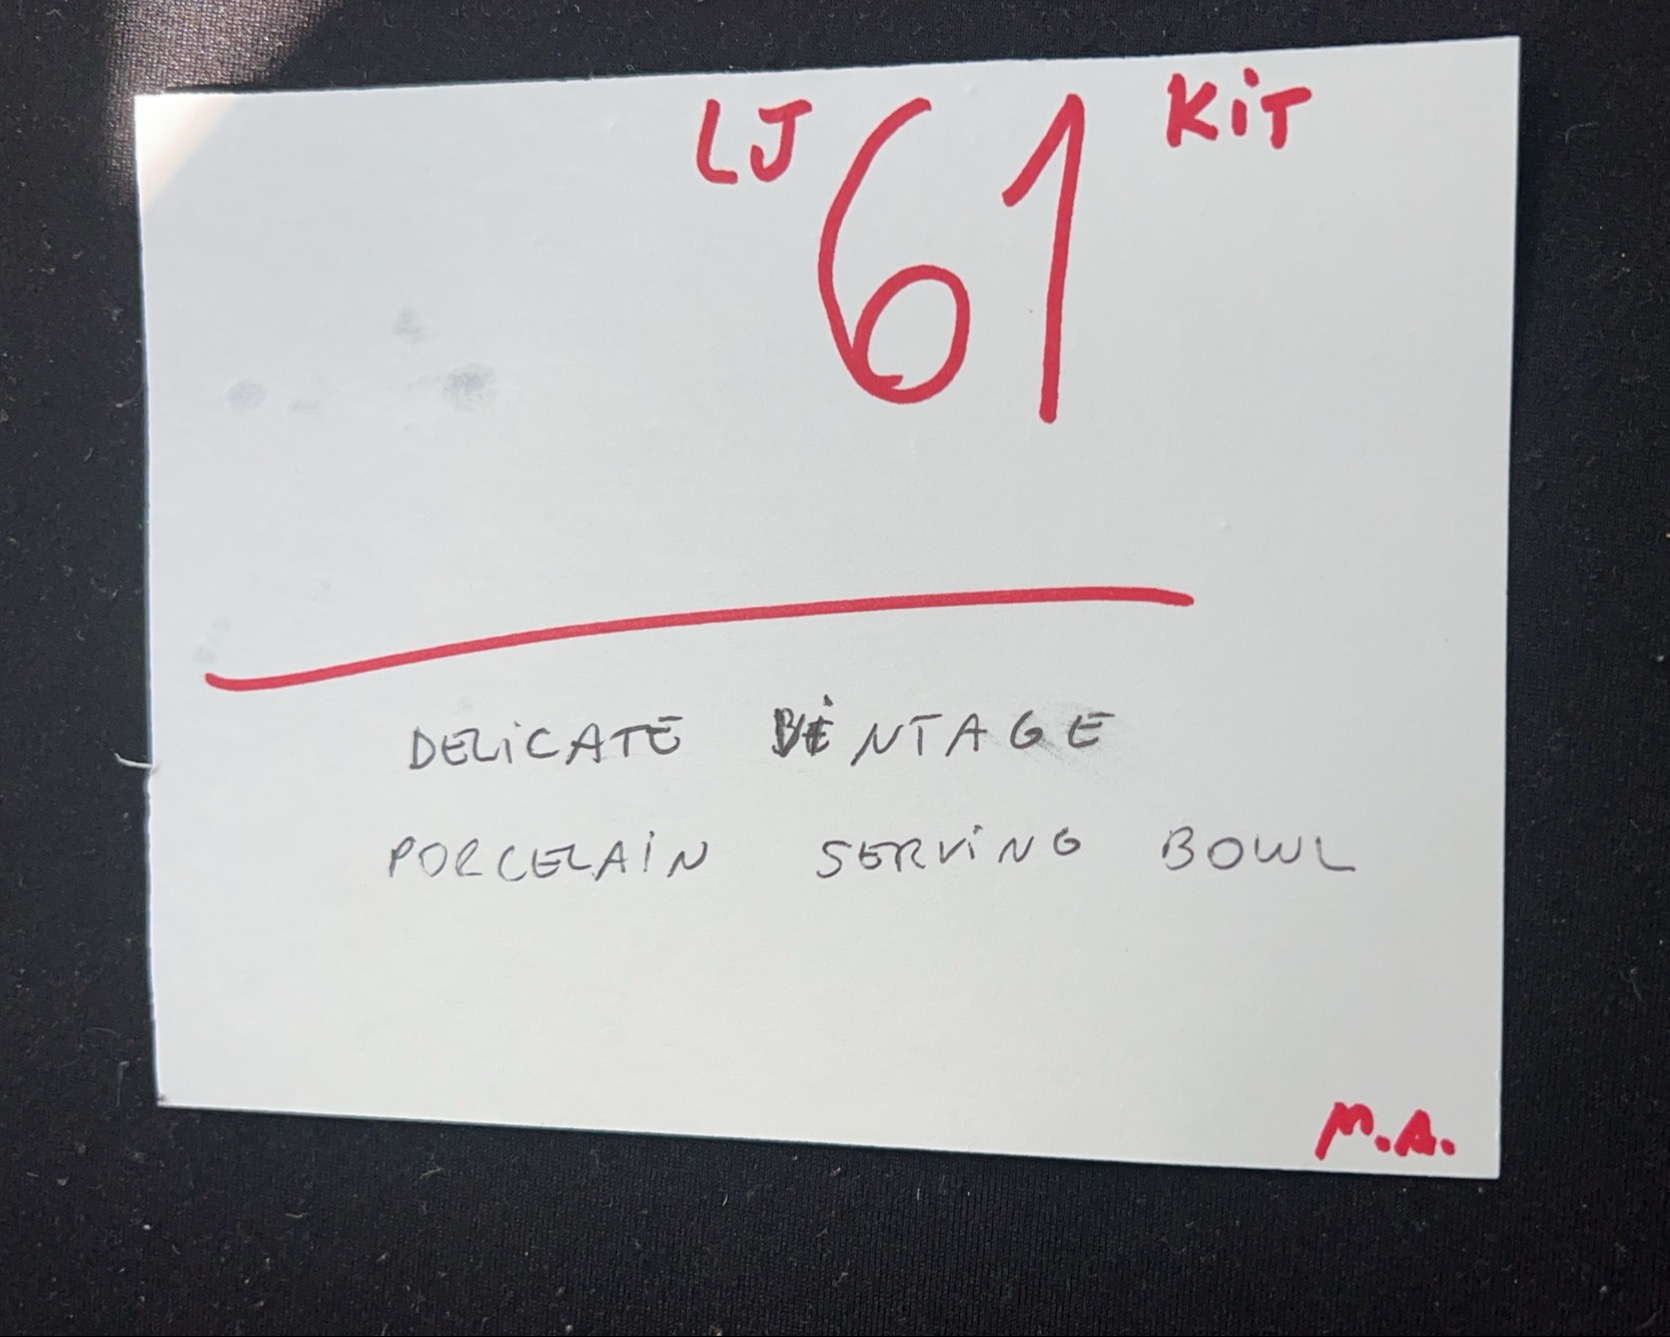 LJ 61 KiT
DELiCATE ViNTAGE
PORCELAiN SERViNG BOWL
M.A.